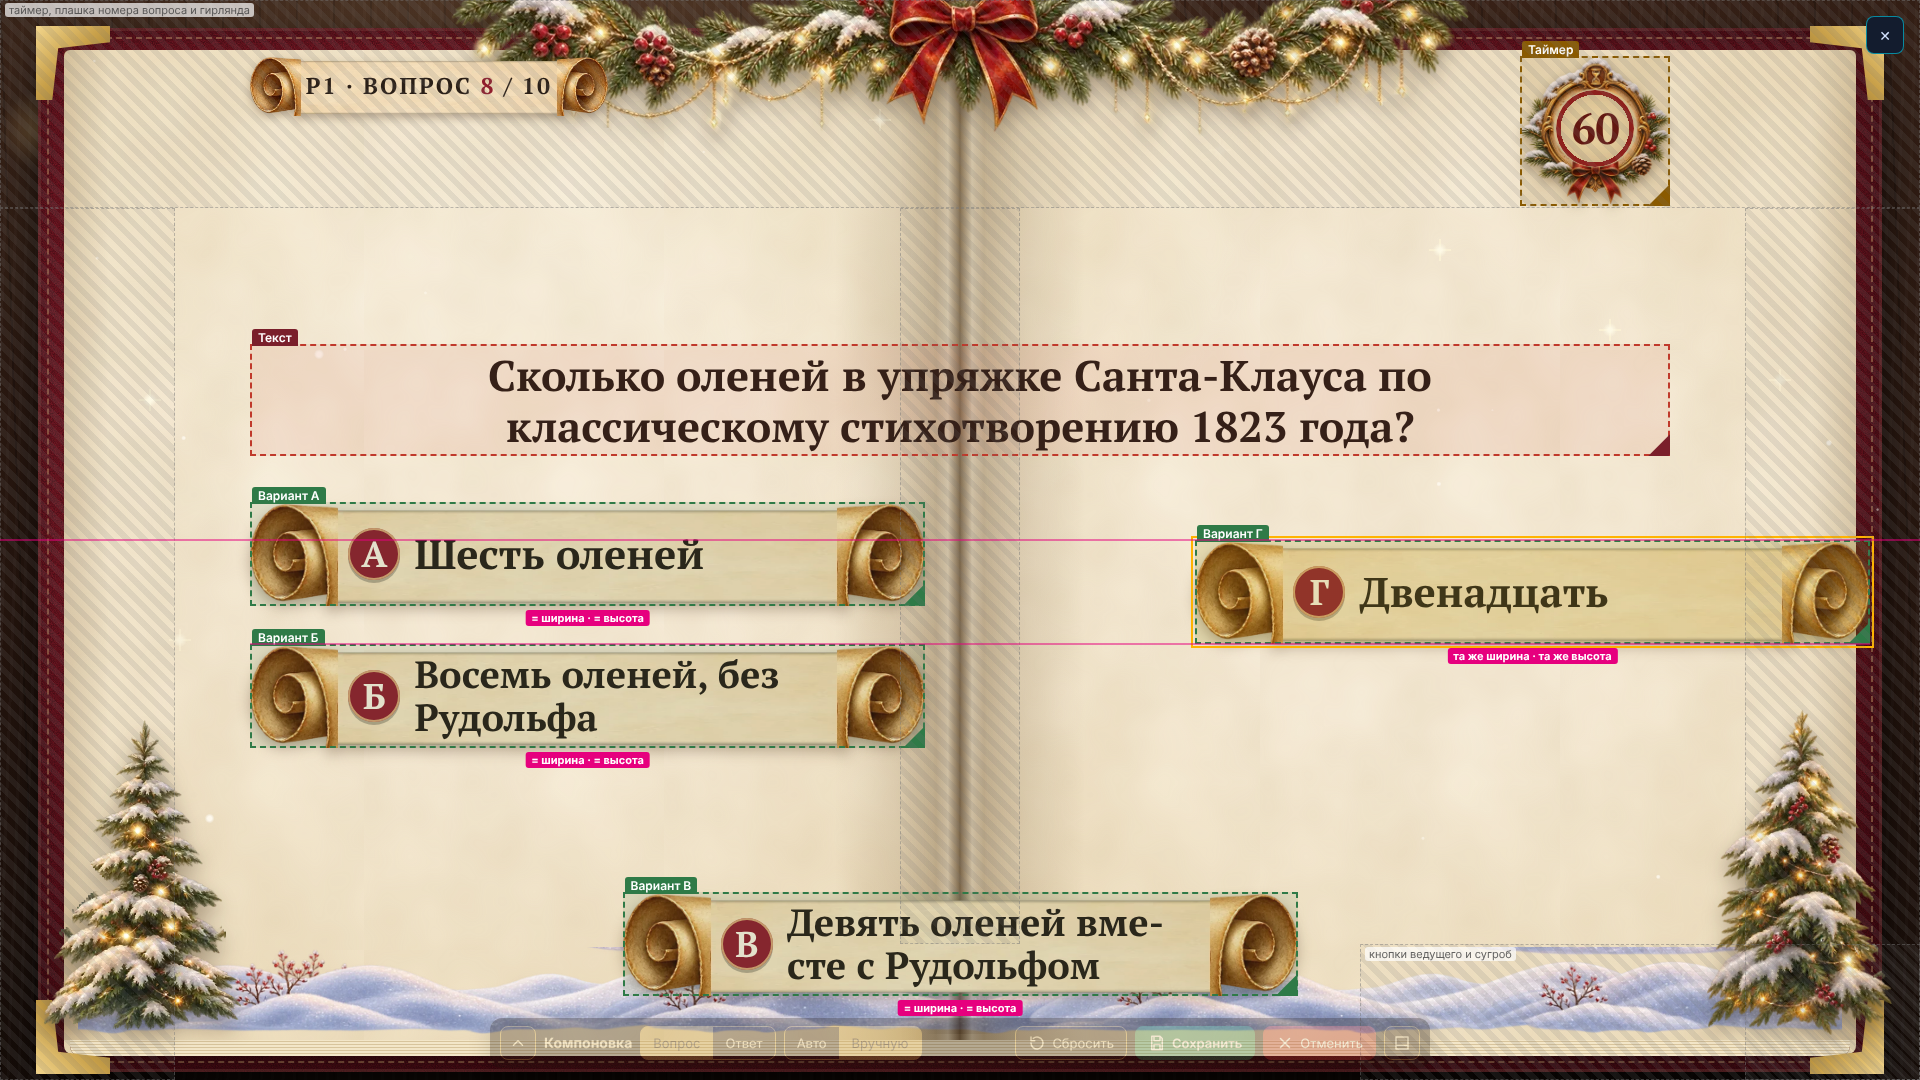 таймер, плашка номера вопроса и гирлянда
Р1 · ВОПРОС 8 / 10
Таймер
60
Текст
Сколько оленей в упряжке Санта-Клауса по
классическому стихотворению 1823 года?
Вариант А
А Шесть оленей
= ширина · = высота
Вариант Г
Г Двенадцать
та же ширина · та же высота
Вариант Б
Б Восемь оленей, без
Рудольфа
= ширина · = высота
Вариант В
В Девять оленей вме-
сте с Рудольфом
= ширина · = высота
кнопки ведущего и сугроб
Компоновка Вопрос Ответ Авто Вручную Сбросить Сохранить Отменить